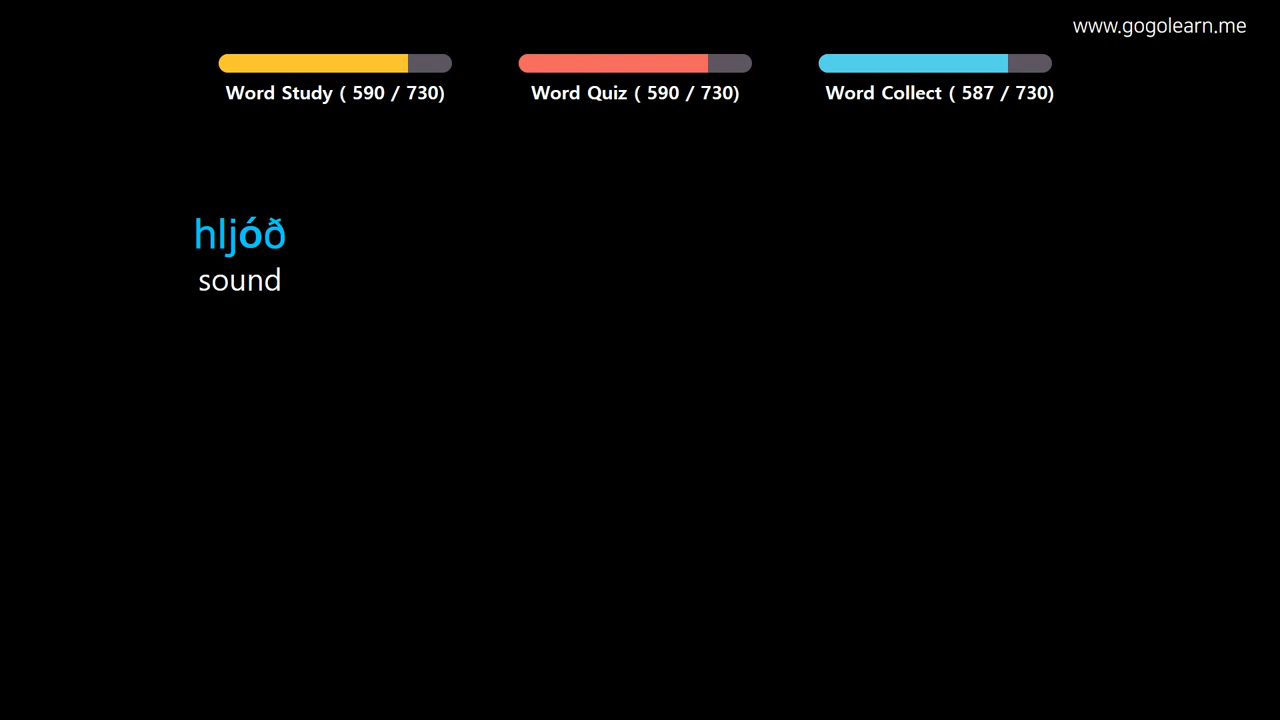 www.gogolearn.me
Word Study ( 590 / 730)
Word Quiz ( 590 / 730)
Word Collect ( 587 / 730)
hljóð
sound